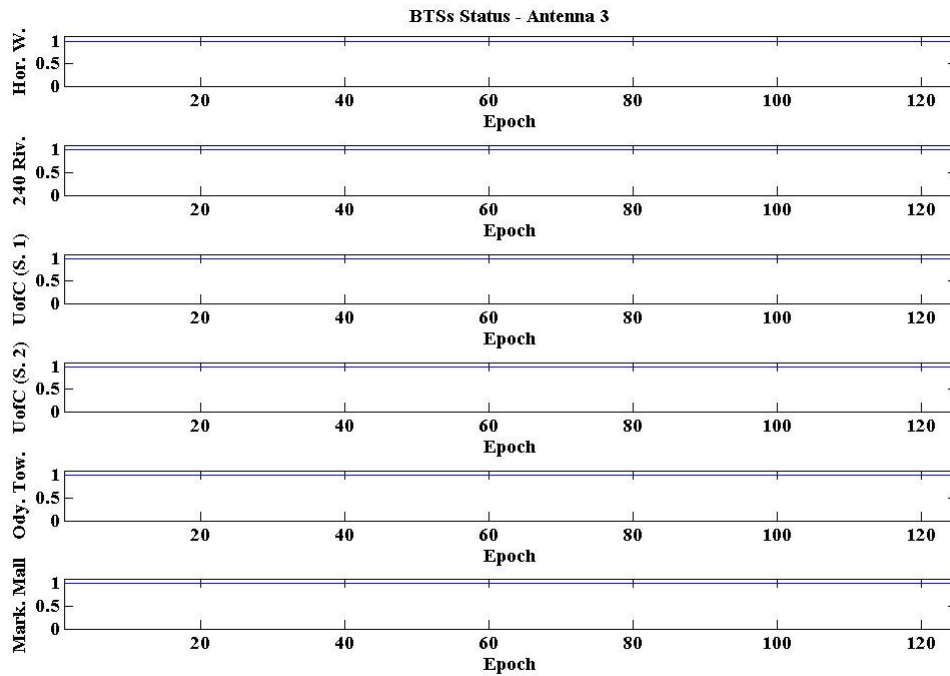 BTSs Status - Antenna 3
Hor. W.
1
0.5
0
20 40 60 80 100 120
Epoch
240 Riv.
1
0.5
0
20 40 60 80 100 120
Epoch
UofC (S. 1)
1
0.5
0
20 40 60 80 100 120
Epoch
UofC (S. 2)
1
0.5
0
20 40 60 80 100 120
Epoch
Ody. Tow.
1
0.5
0
20 40 60 80 100 120
Epoch
Mark. Mall
1
0.5
0
20 40 60 80 100 120
Epoch